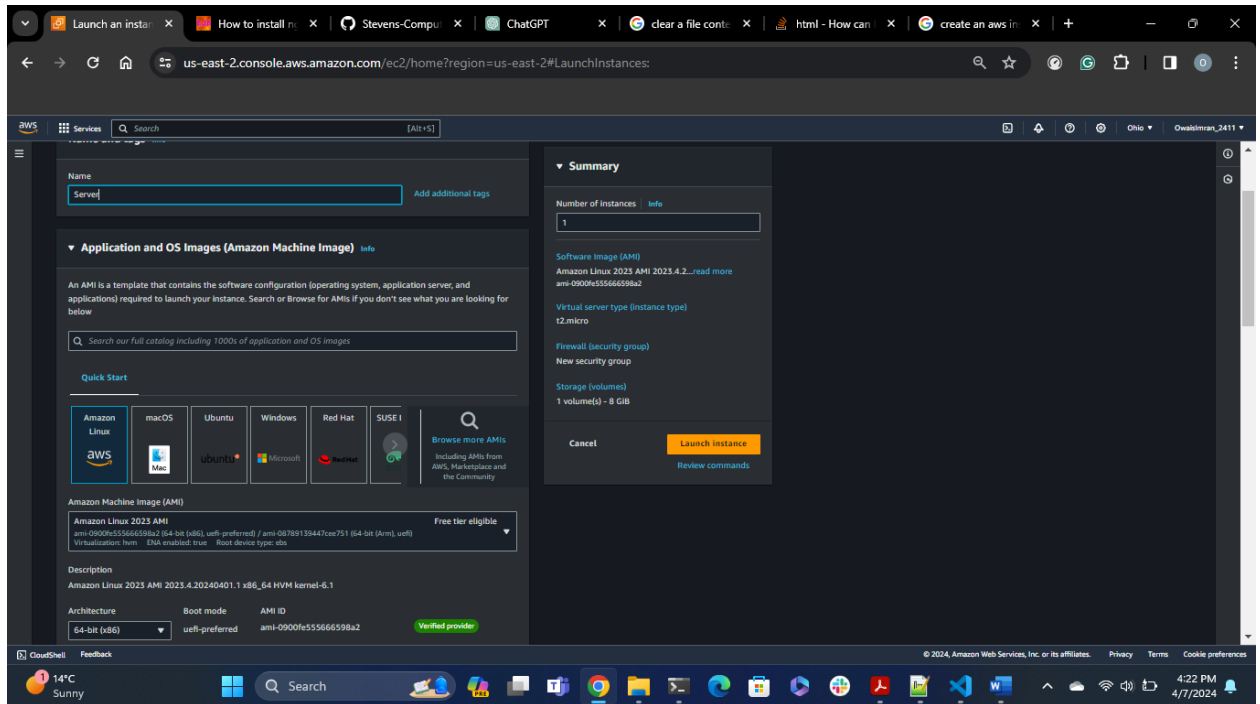 Launch an instan
How to install ng
Stevens-Comput
ChatGPT
clear a file conte
html - How can
create an aws in
us-east-2.console.aws.amazon.com/ec2/home?region=us-east-2#LaunchInstances:
O
aws
Services
Search
[Alt+S]
Ohio
OwaisImran_2411
Name and tags Info
Name
Server
Add additional tags
Application and OS Images (Amazon Machine Image) Info
An AMI is a template that contains the software configuration (operating system, application server, and
applications) required to launch your instance. Search or Browse for AMIs if you don't see what you are looking for
below
Search our full catalog including 1000s of application and OS images
Quick Start
Amazon
Linux
aws
macOS
Mac
Ubuntu
ubuntu
Windows
Microsoft
Red Hat
Red Hat
SUSE l
Browse more AMIs
Including AMIs from
AWS, Marketplace and
the Community
Amazon Machine Image (AMI)
Amazon Linux 2023 AMI
Free tier eligible
ami-0900fe555666598a2 (64-bit (x86), uefi-preferred) / ami-08789139447cee751 (64-bit (Arm), uefi)
Virtualization: hvm ENA enabled: true Root device type: ebs
Description
Amazon Linux 2023 AMI 2023.4.20240401.1 x86_64 HVM kernel-6.1
Architecture
Boot mode
AMI ID
64-bit (x86)
uefi-preferred
ami-0900fe555666598a2
Verified provider
Summary
Number of instances Info
1
Software Image (AMI)
Amazon Linux 2023 AMI 2023.4.2...read more
ami-0900fe555666598a2
Virtual server type (instance type)
t2.micro
Firewall (security group)
New security group
Storage (volumes)
1 volume(s) - 8 GiB
Cancel
Launch instance
Review commands
CloudShell
Feedback
© 2024, Amazon Web Services, Inc. or its affiliates.
Privacy
Terms
Cookie preferences
1
14°C
Sunny
Search
PRE
4:22 PM
4/7/2024